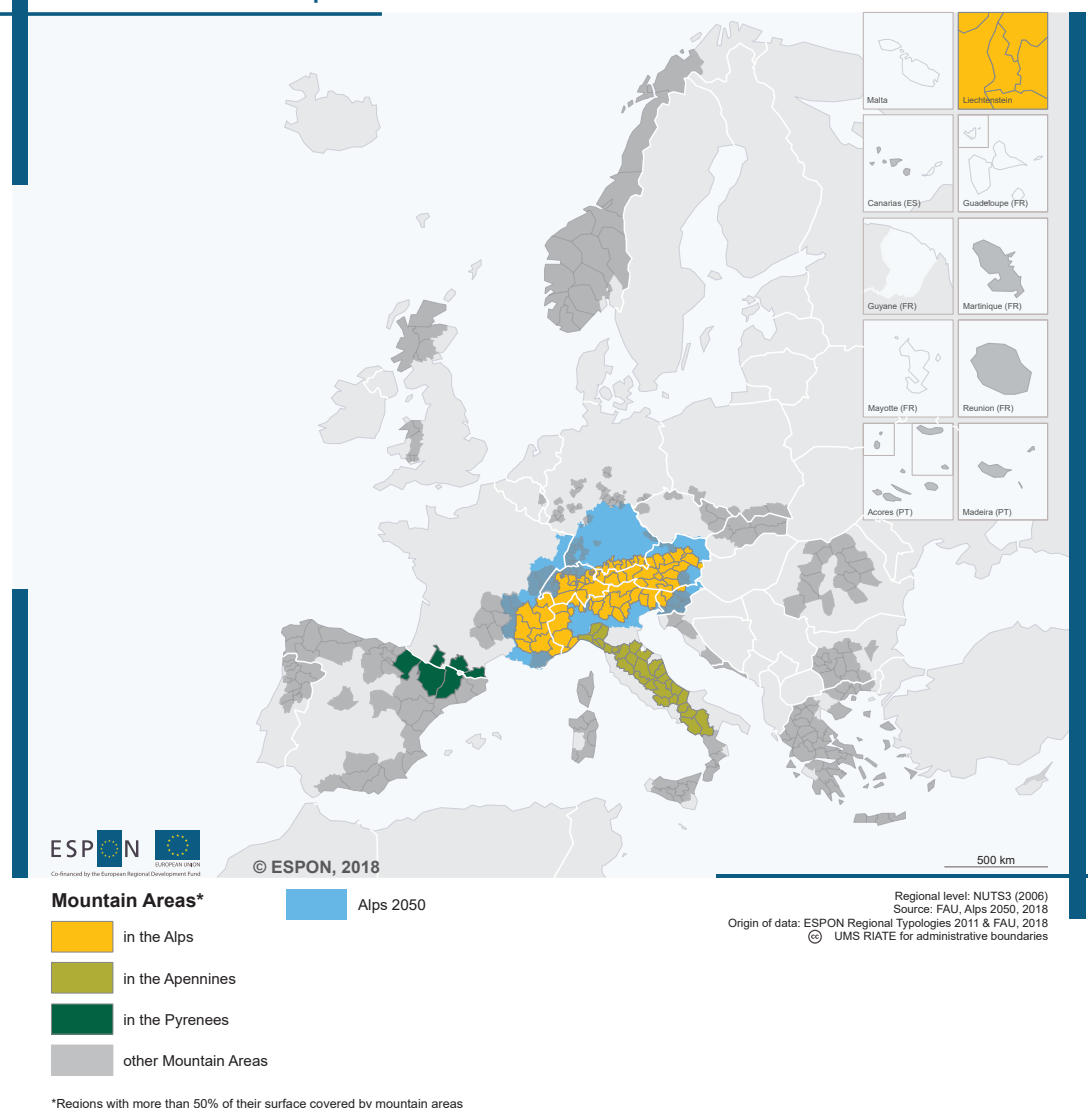 Malta
Liechtenstein
Canarias (ES)
Guadeloupe (FR)
Guyane (FR)
Martinique (FR)
Mayotte (FR)
Reunion (FR)
Acores (PT)
Madeira (PT)
ESPON
EUROPEAN UNION
Co-financed by the European Regional Development Fund
© ESPON, 2018
500 km
Mountain Areas*
in the Alps
in the Apennines
in the Pyrenees
other Mountain Areas
Alps 2050
Regional level: NUTS3 (2006)
Source: FAU, Alps 2050, 2018
Origin of data: ESPON Regional Typologies 2011 & FAU, 2018
cc UMS RIATE for administrative boundaries
*Regions with more than 50% of their surface covered by mountain areas